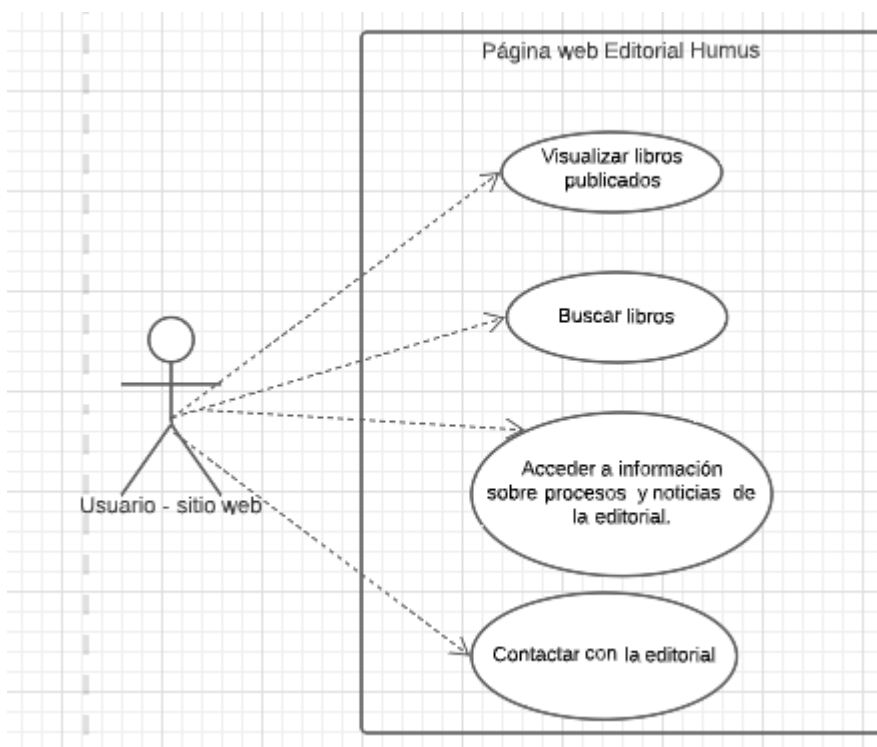 Página web Editorial Humus
Visualizar libros
publicados
Buscar libros
Acceder a información
sobre procesos y noticias de
la editorial.
Usuario - sitio web
Contactar con la editorial